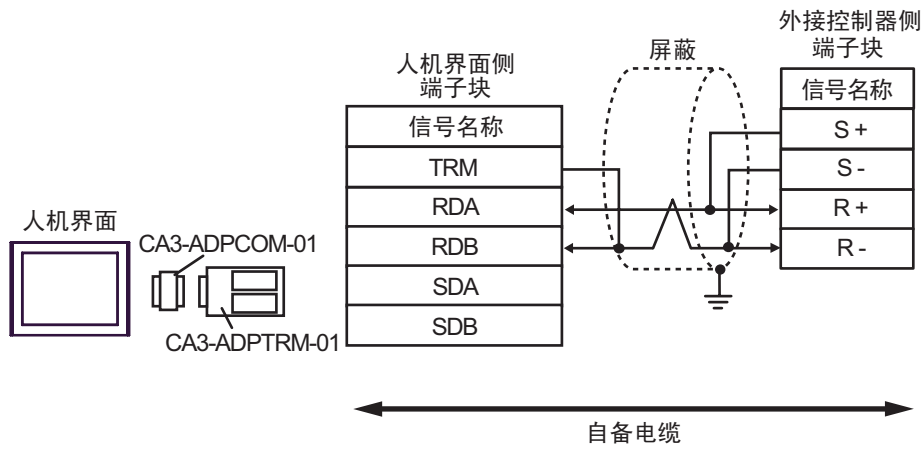 外接控制器侧
端子块
信号名称
S +
S -
R +
R -
屏蔽
人机界面侧
端子块
信号名称
TRM
RDA
RDB
SDA
SDB
人机界面
CA3-ADPCOM-01
CA3-ADPTRM-01
自备电缆